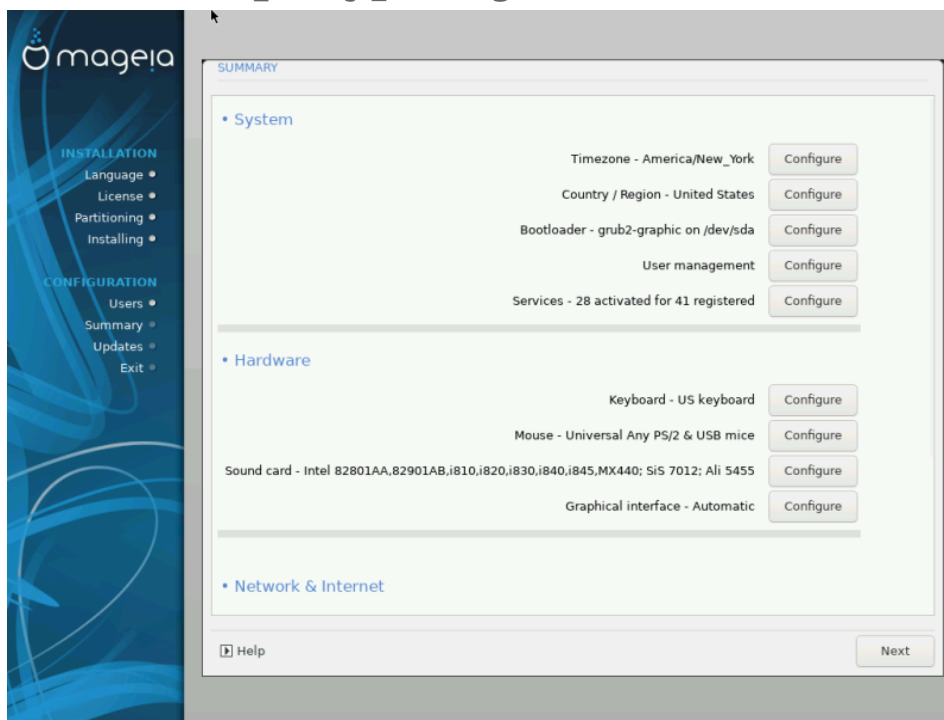 mageia
INSTALLATION
Language
License
Partitioning
Installing
CONFIGURATION
Users
Summary
Updates
Exit
SUMMARY
• System
Timezone - America/New_York Configure
Country / Region - United States Configure
Bootloader - grub2-graphic on /dev/sda Configure
User management Configure
Services - 28 activated for 41 registered Configure
• Hardware
Keyboard - US keyboard Configure
Mouse - Universal Any PS/2 & USB mice Configure
Sound card - Intel 82801AA,82901AB,i810,i820,i830,i840,i845,MX440; SiS 7012; Ali 5455 Configure
Graphical interface - Automatic Configure
• Network & Internet
Help
Next